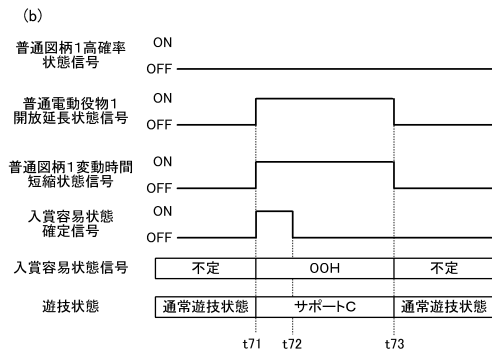 (b)
普通図柄1高確率
状態信号
ON
OFF
普通電動役物1
開放延長状態信号
ON
OFF
普通図柄1変動時間
短縮状態信号
ON
OFF
入賞容易状態
確定信号
ON
OFF
入賞容易状態信号 不定 00H 不定
遊技状態 通常遊技状態 サポートC 通常遊技状態
t71 t72 t73